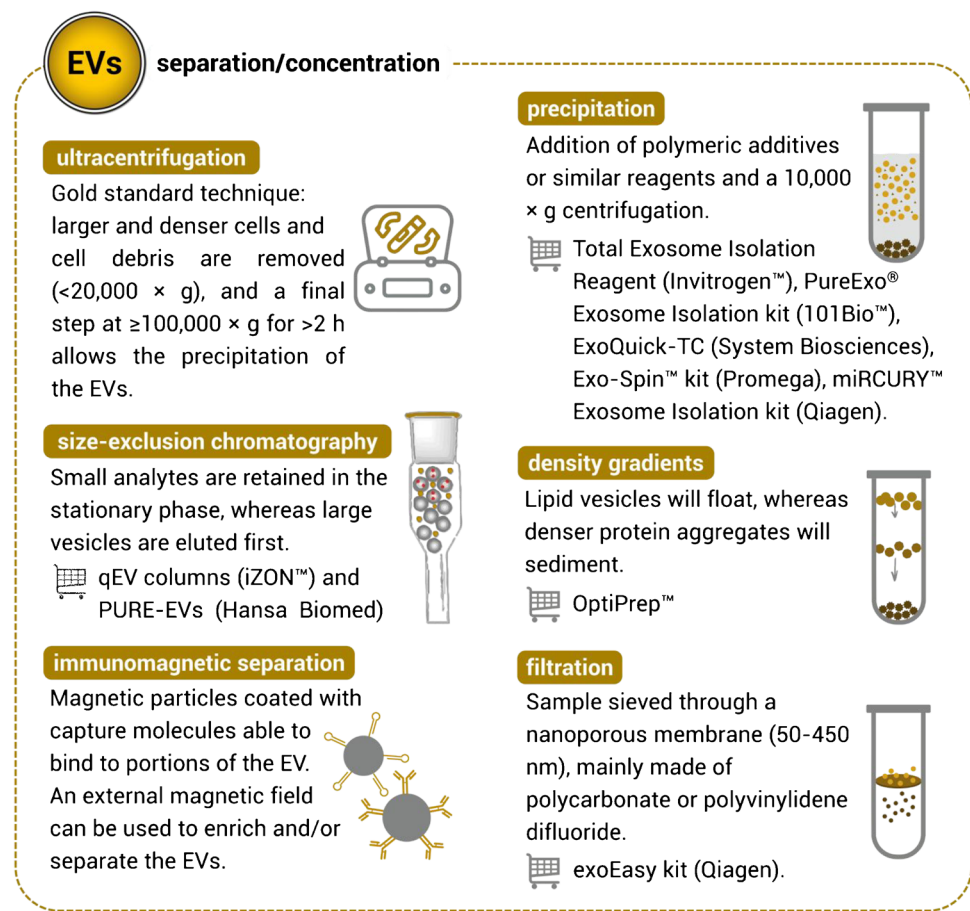 EVs
separation/concentration
ultracentrifugation
Gold standard technique:
larger and denser cells and
cell debris are removed
(<20,000 × g), and a final
step at ≥100,000 × g for >2 h
allows the precipitation of
the EVs.
size-exclusion chromatography
Small analytes are retained in the
stationary phase, whereas large
vesicles are eluted first.
qEV columns (iZON™) and
PURE-EVs (Hansa Biomed)
immunomagnetic separation
Magnetic particles coated with
capture molecules able to
bind to portions of the EV.
An external magnetic field
can be used to enrich and/or
separate the EVs.
precipitation
Addition of polymeric additives
or similar reagents and a 10,000
× g centrifugation.
Total Exosome Isolation
Reagent (Invitrogen™), PureExo®
Exosome Isolation kit (101Bio™),
ExoQuick-TC (System Biosciences),
Exo-Spin™ kit (Promega), miRCURY™
Exosome Isolation kit (Qiagen).
density gradients
Lipid vesicles will float, whereas
denser protein aggregates will
sediment.
OptiPrep™
filtration
Sample sieved through a
nanoporous membrane (50-450
nm), mainly made of
polycarbonate or polyvinylidene
difluoride.
exoEasy kit (Qiagen).